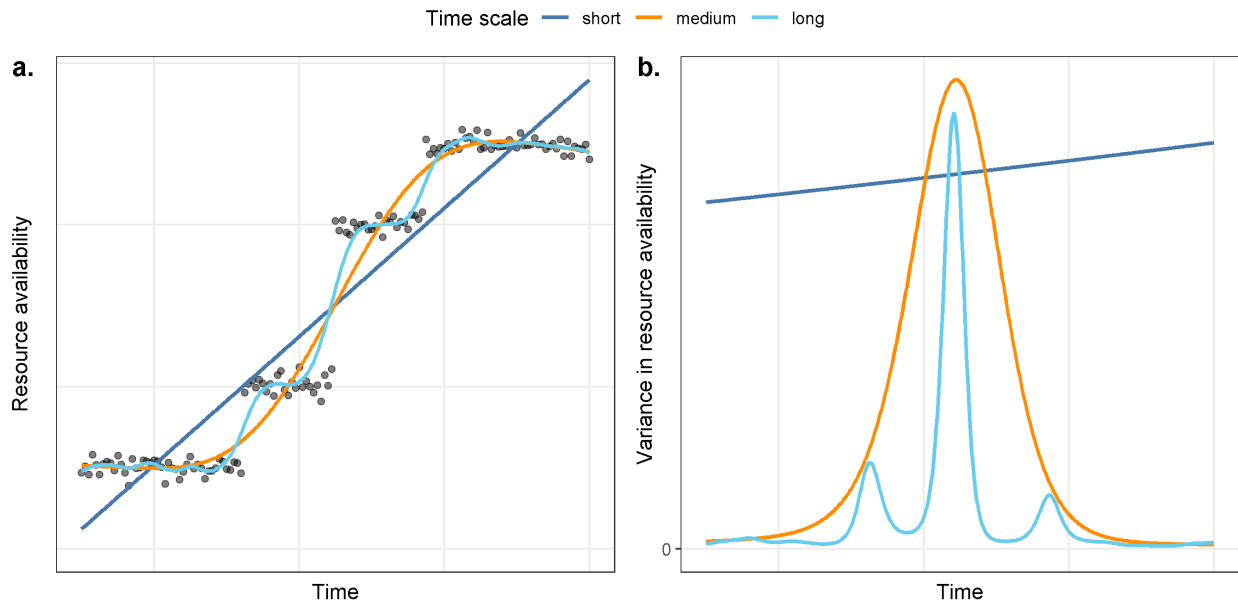 Time scale short medium long
a.
b.
Resource availability
Time
Variance in resource availability
0
Time